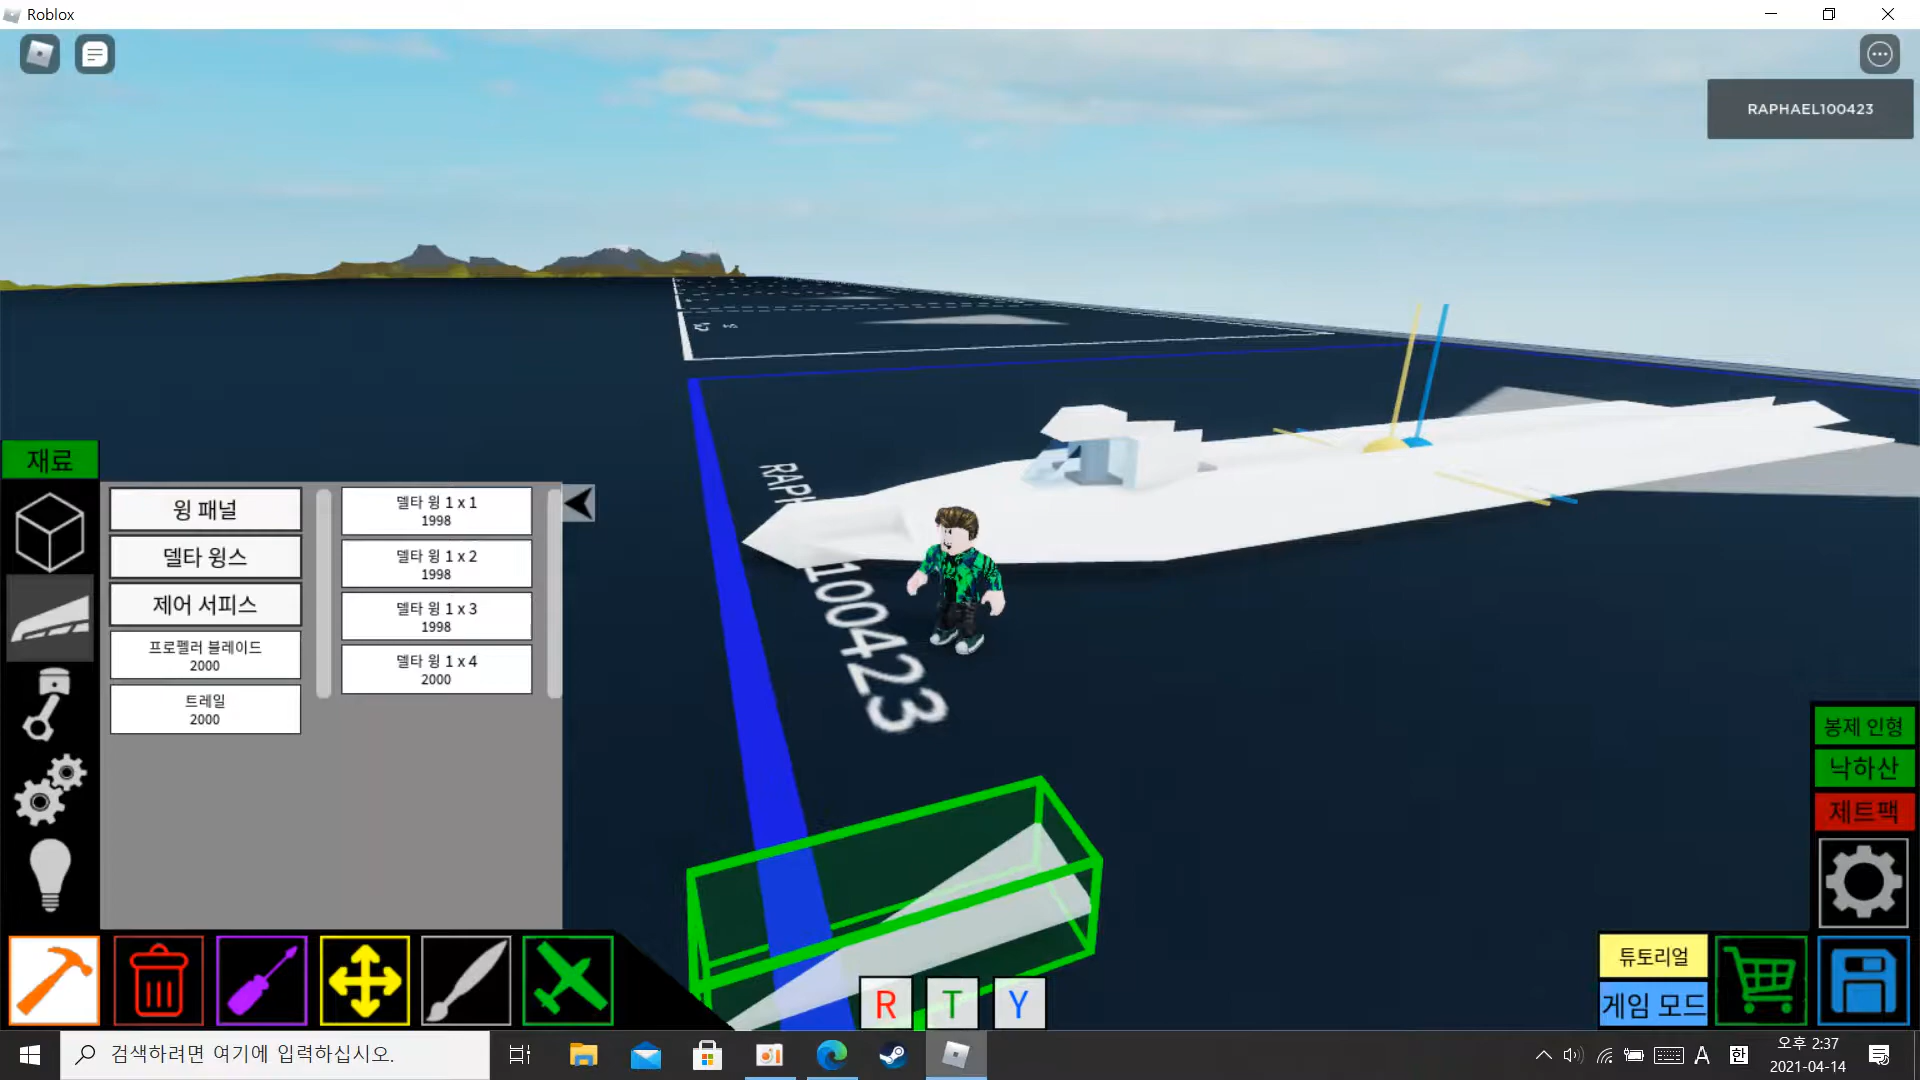 Roblox
RAPHAEL100423
재료
윙 패널
델타 윙스
제어 서피스
프로펠러 블레이드
2000
트레일
2000
델타 윙 1 x 1
1998
델타 윙 1 x 2
1998
델타 윙 1 x 3
1998
델타 윙 1 x 4
2000
RAPH
100423
봉제 인형
낙하산
제트팩
튜토리얼
게임 모드
R T Y
검색하려면 여기에 입력하십시오.
A 한
오후 2:37
2021-04-14